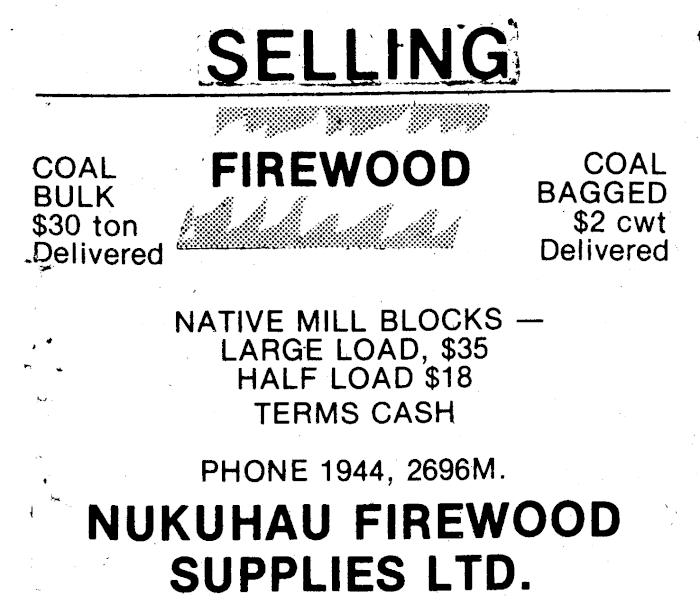 SELLING
FIREWOOD
COAL
BULK
$30 ton
Delivered
COAL
BAGGED
$2 cwt
Delivered
NATIVE MILL BLOCKS —
LARGE LOAD, $35
HALF LOAD $18
TERMS CASH
PHONE 1944, 2696M.
NUKUHAU FIREWOOD
SUPPLIES LTD.